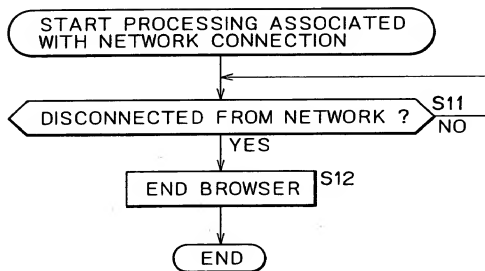 START PROCESSING ASSOCIATED
WITH NETWORK CONNECTION
DISCONNECTED FROM NETWORK ?
S11
NO
YES
END BROWSER
S12
END